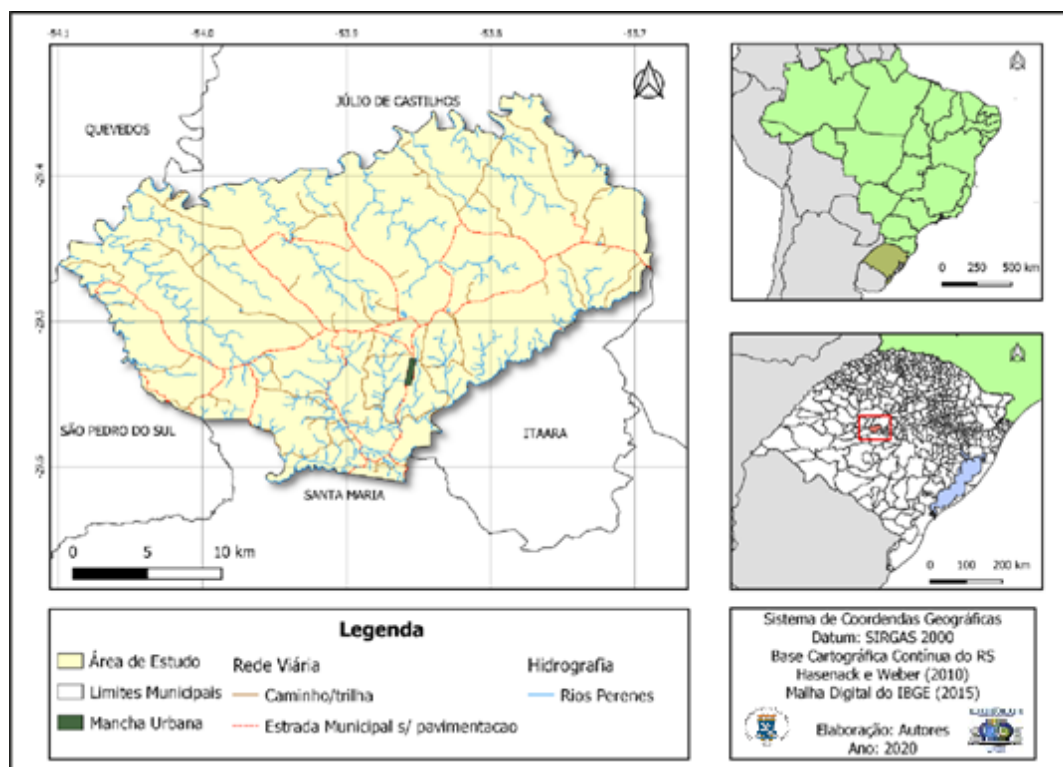 -54.1 -54.0 -53.9 -53.8 -53.7
JÚLIO DE CASTILHOS
QUEVEDOS
-29.4
-29.5
SÃO PEDRO DO SUL
ITAARA
-29.6
SANTA MARIA
0 5 10 km
0 250 500 km
0 100 200 km
Legenda
Área de Estudo
Limites Municipais
Mancha Urbana
Rede Viária
Caminho/trilha
Estrada Municipal s/ pavimentacao
Hidrografia
Rios Perenes
Sistema de Coordendas Geográficas
Datum: SIRGAS 2000
Base Cartográfica Contínua do RS
Hasenack e Weber (2010)
Malha Digital do IBGE (2015)
Elaboração: Autores
Ano: 2020